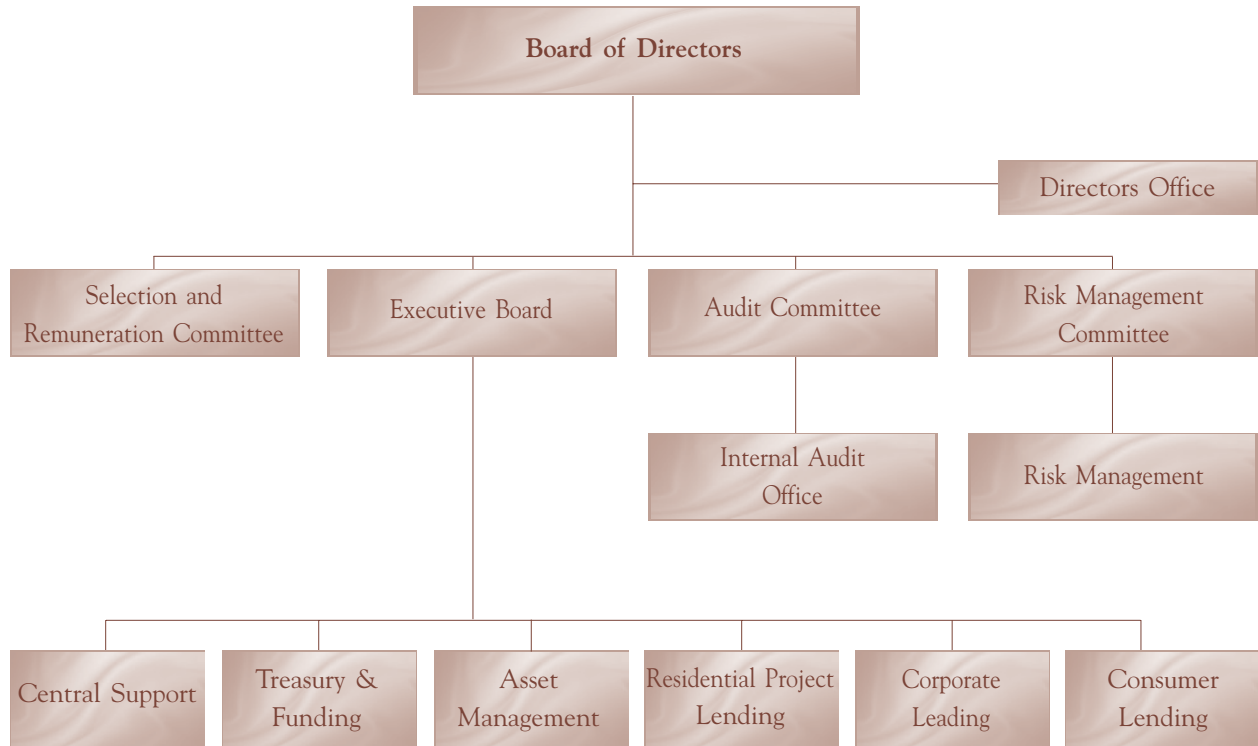 Board of Directors
Directors Office
Selection and
Remuneration Committee
Executive Board
Audit Committee
Risk Management
Committee
Internal Audit
Office
Risk Management
Central Support
Treasury &
Funding
Asset
Management
Residential Project
Lending
Corporate
Leading
Consumer
Lending